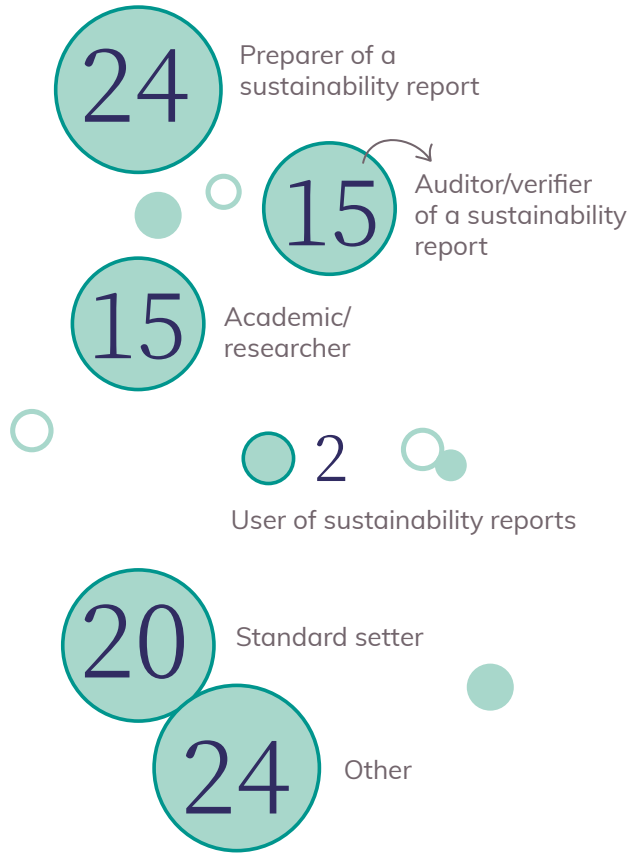 24
Preparer of a
sustainability report
15
Auditor/verifier
of a sustainability
report
15
Academic/
researcher
2
User of sustainability reports
20
Standard setter
24
Other